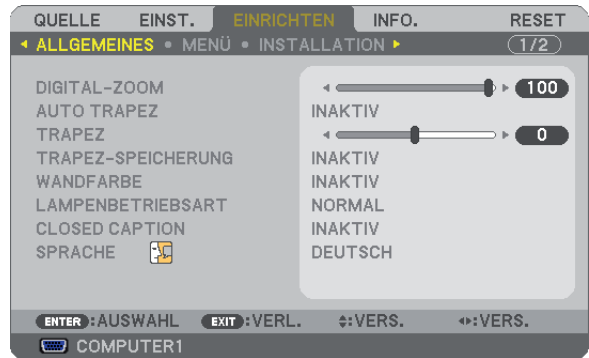 QUELLE EINST. EINRICHTEN INFO. RESET
ALLGEMEINES • MENÜ • INSTALLATION 1/2
DIGITAL-ZOOM 100
AUTO TRAPEZ INAKTIV
TRAPEZ 0
TRAPEZ-SPEICHERUNG INAKTIV
WANDFARBE INAKTIV
LAMPENBETRIEBSART NORMAL
CLOSED CAPTION INAKTIV
SPRACHE DEUTSCH
ENTER:AUSWAHL EXIT:VERL. :VERS. :VERS.
COMPUTER1